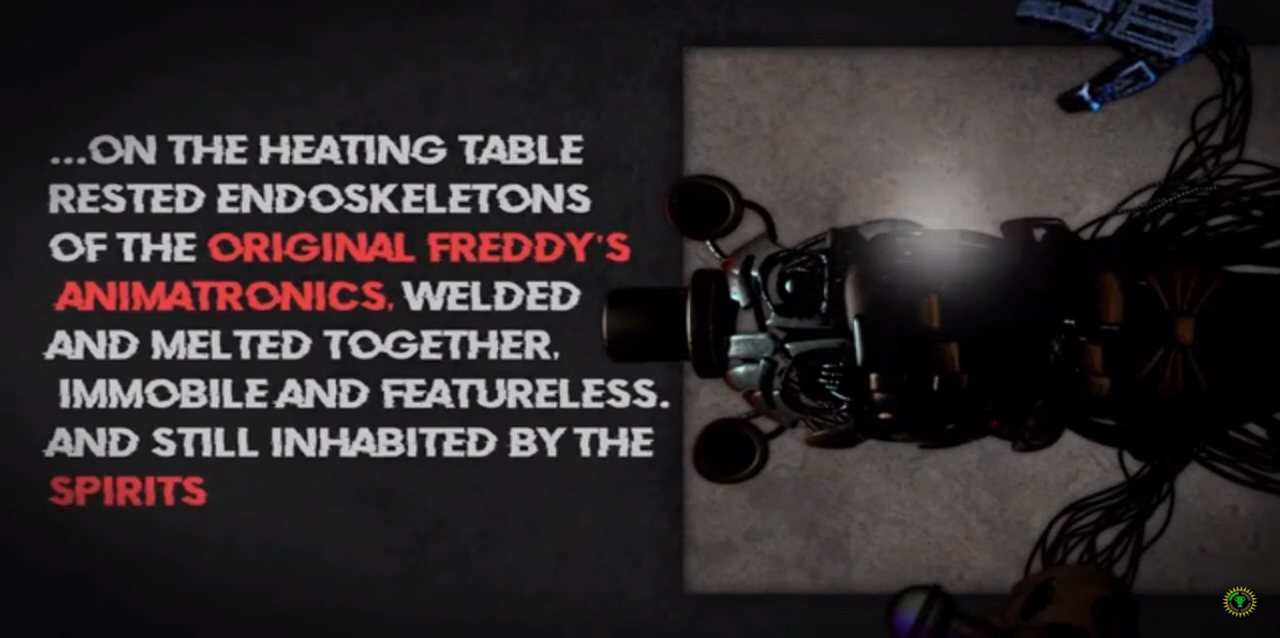 ...ON THE HEATING TABLE
RESTED ENDOSKELETONS
OF THE ORIGINAL FREDDY'S
ANIMATRONICS, WELDED
AND MELTED TOGETHER,
IMMOBILE AND FEATURELESS.
AND STILL INHABITED BY THE
SPIRITS